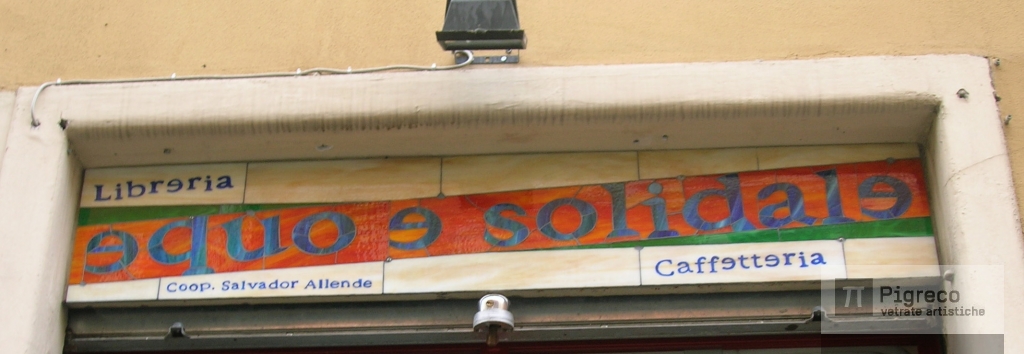 Libreria
equo e solidale
Coop. Salvador Allende
Caffetteria
π Pigreco
vetrate artistiche